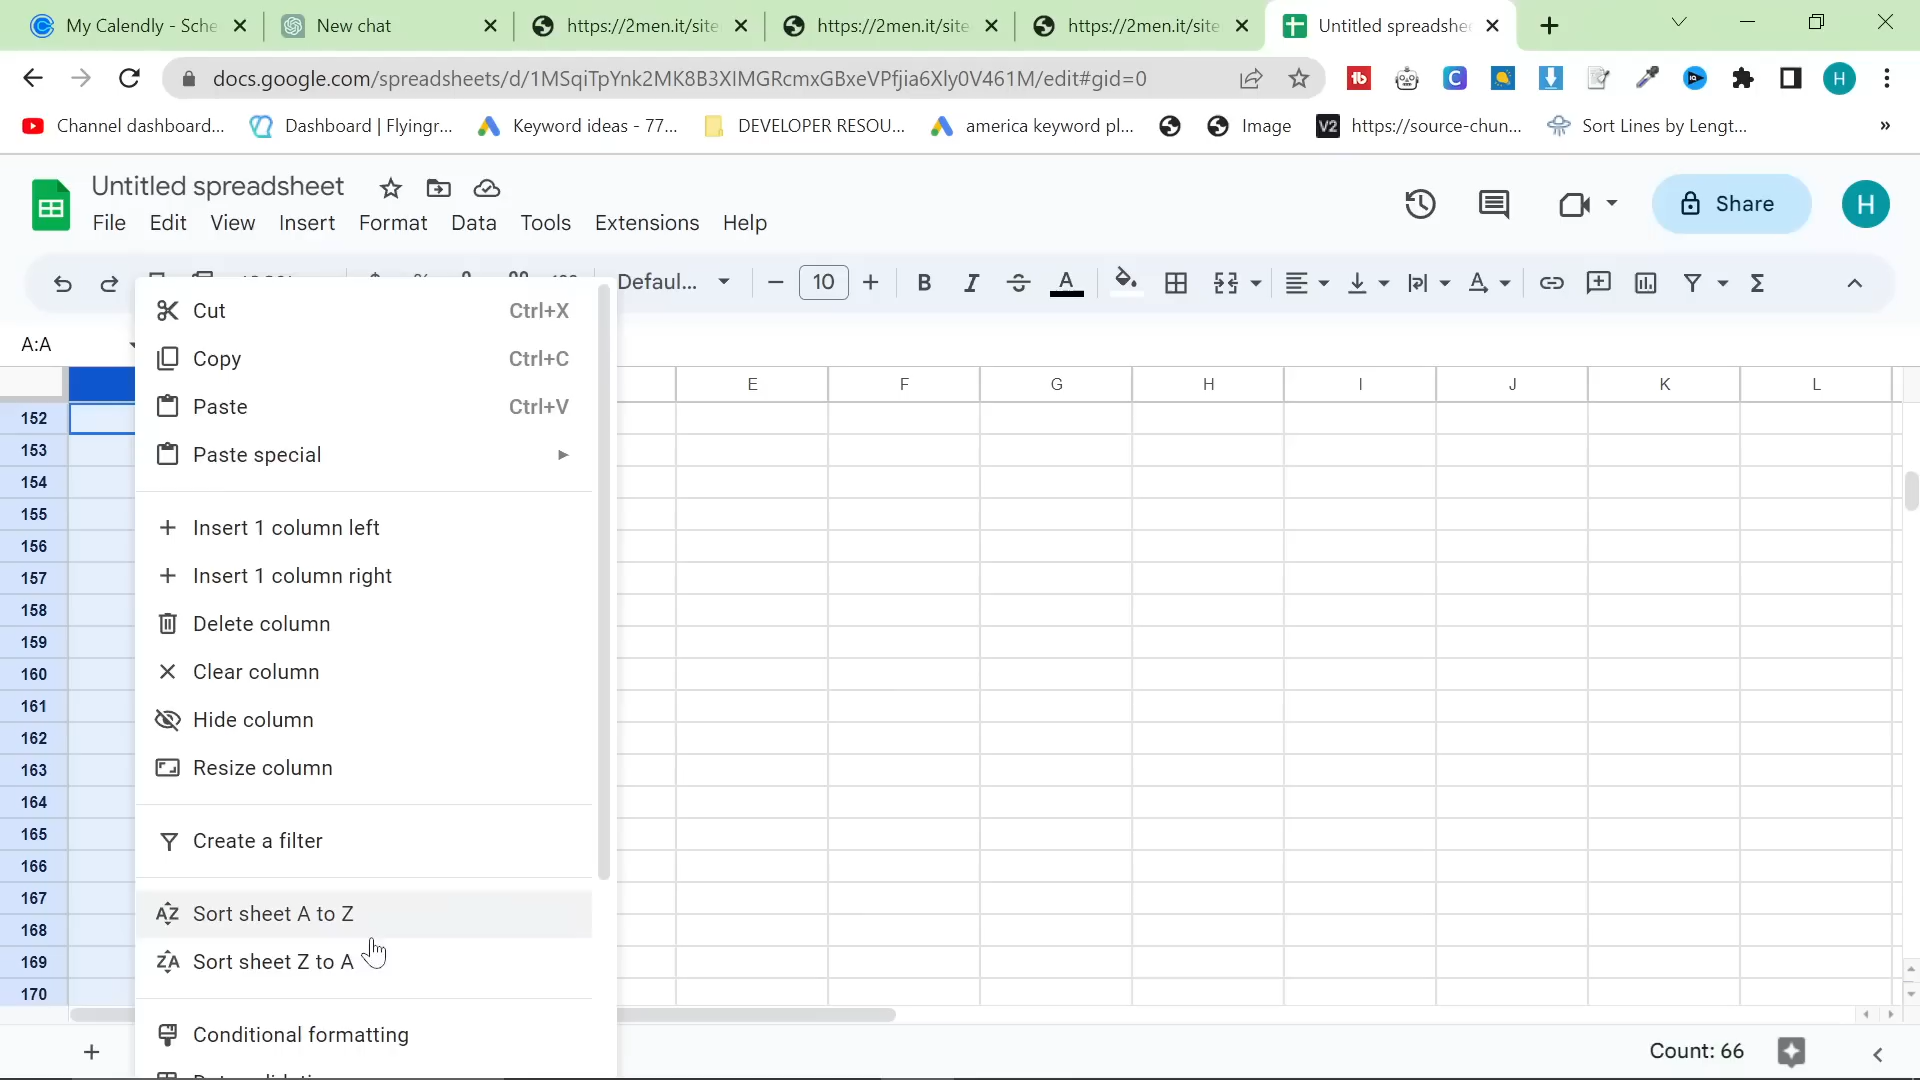 My Calendly - Sche
New chat
https://2men.it/site
https://2men.it/site
https://2men.it/site
Untitled spreadshe
docs.google.com/spreadsheets/d/1MSqiTpYnk2MK8B3XIMGRcmxGBxeVPfjia6Xly0V461M/edit#gid=0
tb
C
IQ
H
Channel dashboard...
Dashboard | Flyingr...
Keyword ideas - 77...
DEVELOPER RESOU...
america keyword pl...
Image
V2
https://source-chun...
Sort Lines by Lengt...
»
Untitled spreadsheet
File Edit View Insert Format Data Tools Extensions Help
Share
H
Defaul...
10
B
I
A
Σ
A:A
E F G H I J K L
152
153
154
155
156
157
158
159
160
161
162
163
164
165
166
167
168
169
170
Cut Ctrl+X
Copy Ctrl+C
Paste Ctrl+V
Paste special
Insert 1 column left
Insert 1 column right
Delete column
Clear column
Hide column
Resize column
Create a filter
Sort sheet A to Z
Sort sheet Z to A
Conditional formatting
Count: 66